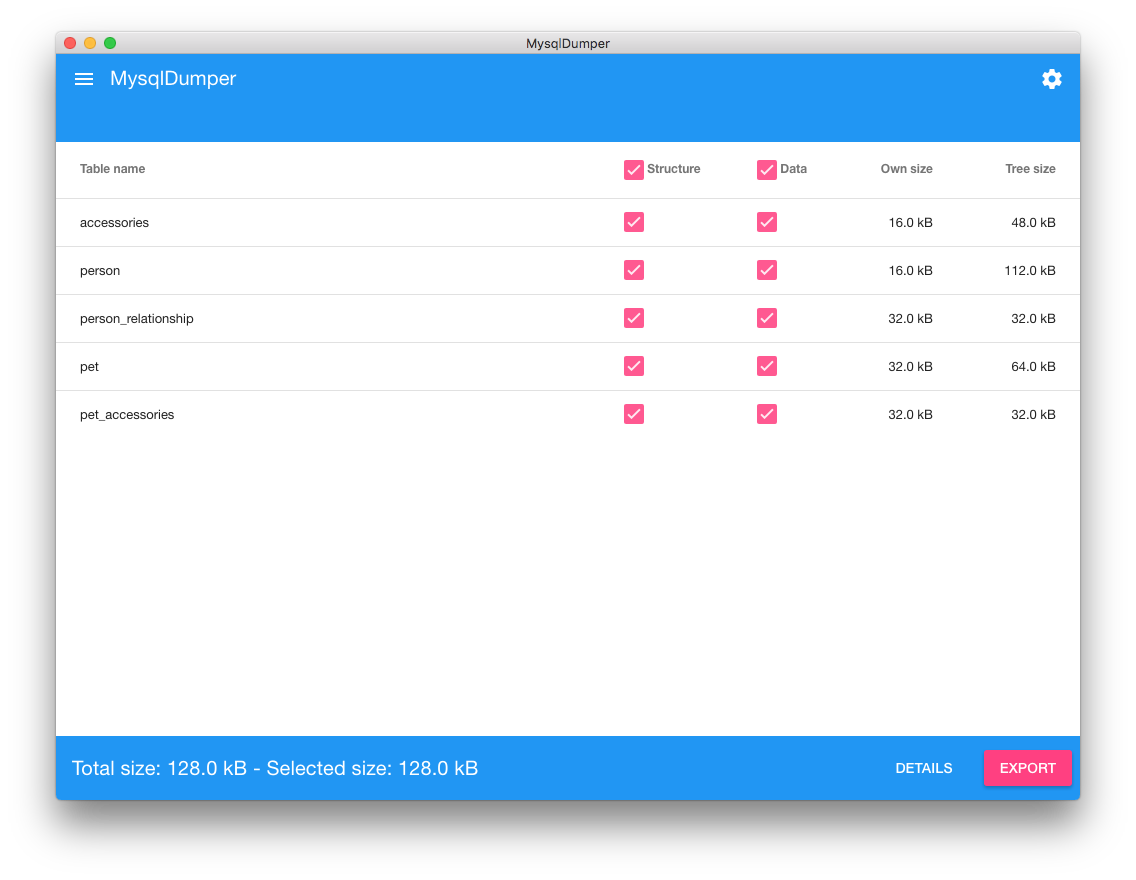 MysqlDumper
MysqlDumper
Table name Structure Data Own size Tree size
accessories 16.0 kB 48.0 kB
person 16.0 kB 112.0 kB
person_relationship 32.0 kB 32.0 kB
pet 32.0 kB 64.0 kB
pet_accessories 32.0 kB 32.0 kB
Total size: 128.0 kB - Selected size: 128.0 kB DETAILS EXPORT